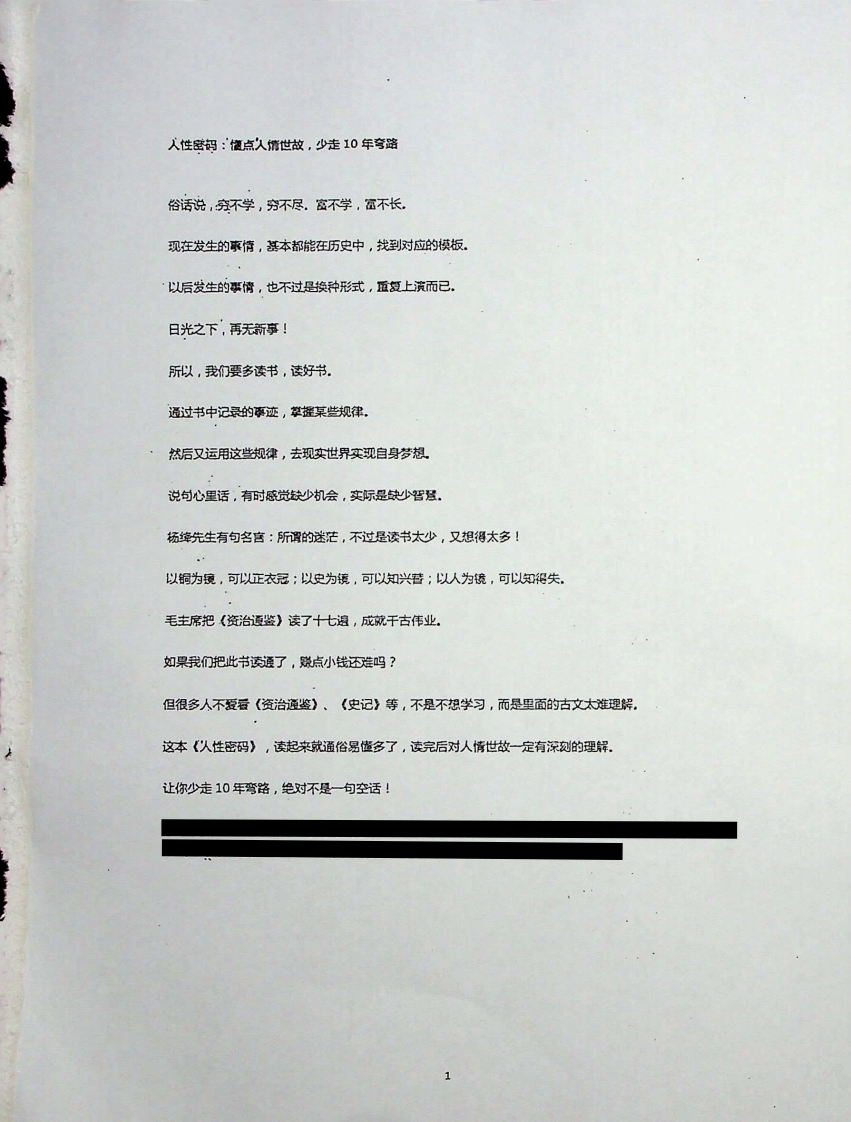 人性密码：懂点人情世故，少走 10 年弯路
俗话说，穷不学，穷不尽。富不学，富不长。
现在发生的事情，基本都能在历史中，找到对应的模板。
以后发生的事情，也不过是换种形式，重复上演而已。
日光之下，再无新事！
所以，我们要多读书，读好书。
通过书中记录的事迹，掌握某些规律。
然后又运用这些规律，去现实世界实现自身梦想。
说句心里话，有时感觉缺少机会，实际是缺少智慧。
杨绛先生有句名言：所谓的迷茫，不过是读书太少，又想得太多！
以铜为镜，可以正衣冠；以史为镜，可以知兴替；以人为镜，可以知得失。
毛主席把《资治通鉴》读了十七遍，成就千古伟业。
如果我们把此书读通了，赚点小钱还难吗？
但很多人不爱看《资治通鉴》、《史记》等，不是不想学习，而是里面的古文太难理解。
这本《人性密码》，读起来就通俗易懂多了，读完后对人情世故一定有深刻的理解。
让你少走 10 年弯路，绝对不是一句空话！
1